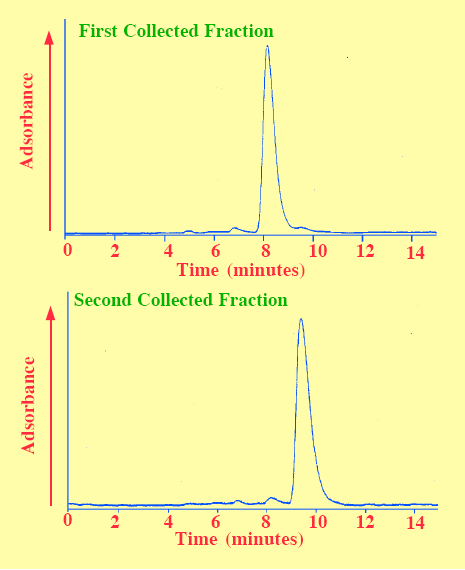 First Collected Fraction
Adsorbance
0 2 4 6 8 10 12 14
Time (minutes)
Second Collected Fraction
Adsorbance
0 2 4 6 8 10 12 14
Time (minutes)